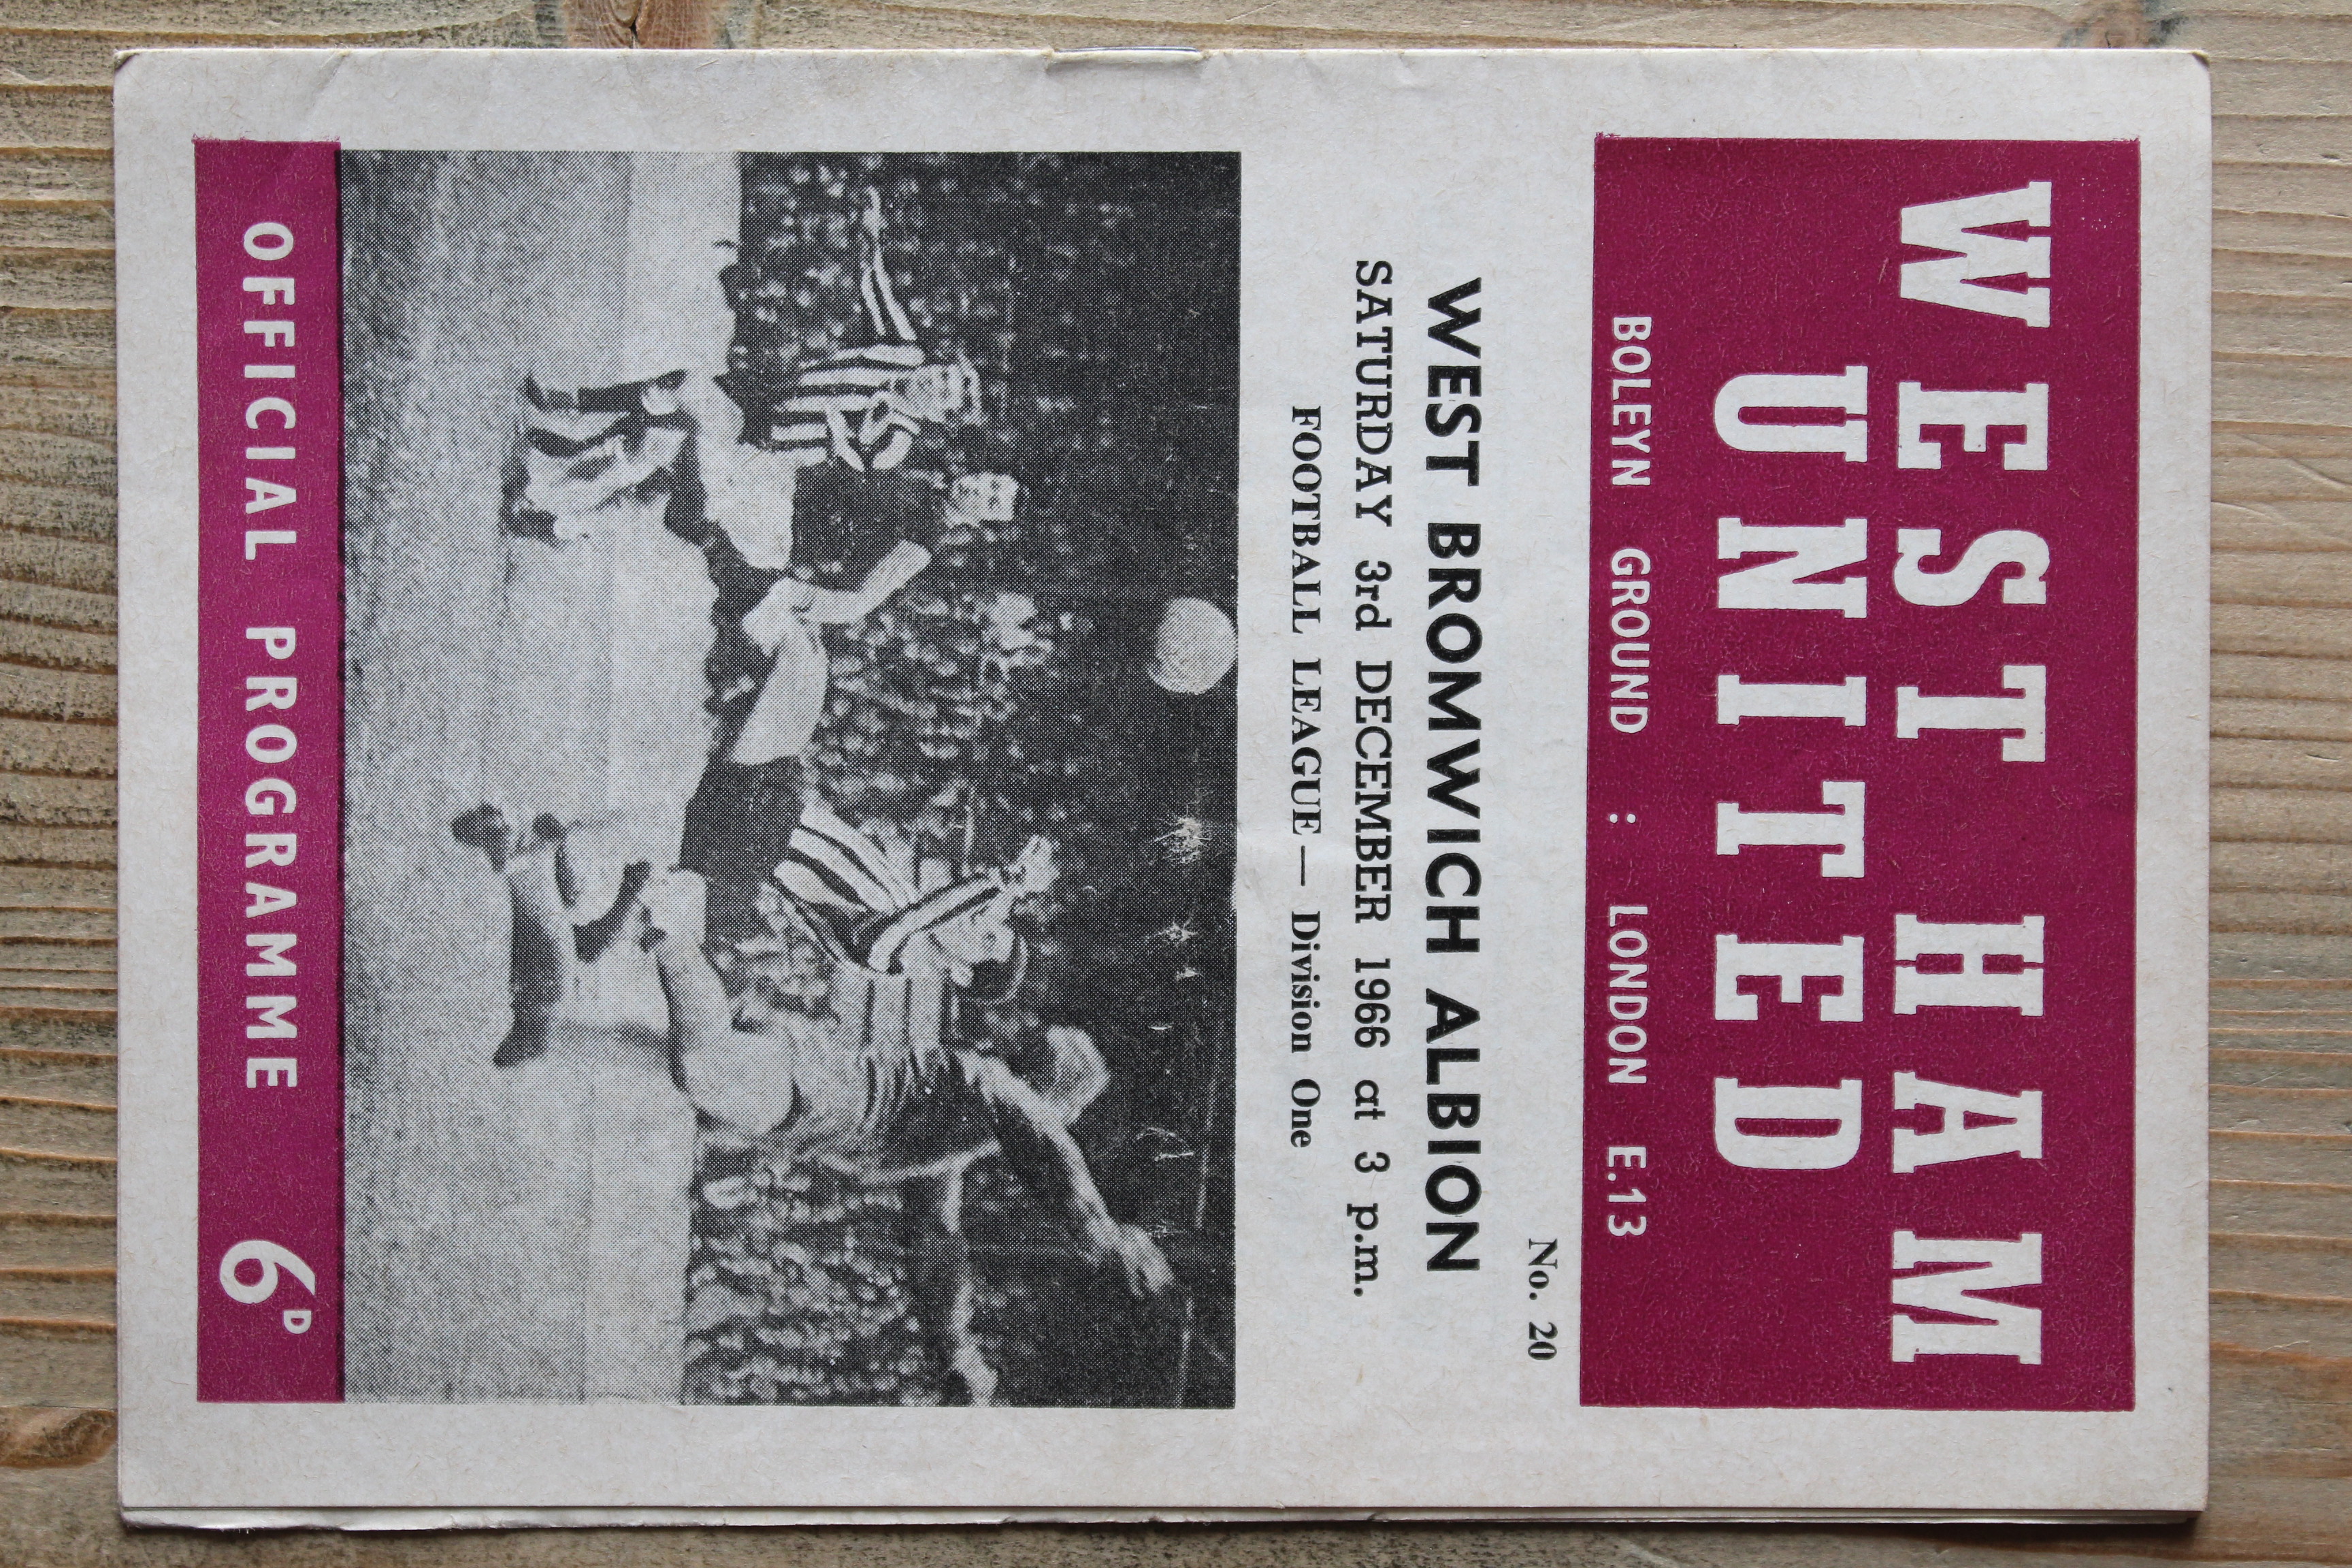 WEST HAM
UNITED
BOLEYN GROUND : LONDON E.13
No. 20
WEST BROMWICH ALBION
SATURDAY 3rd DECEMBER 1966 at 3 p.m.
FOOTBALL LEAGUE — Division One
OFFICIAL PROGRAMME 6D